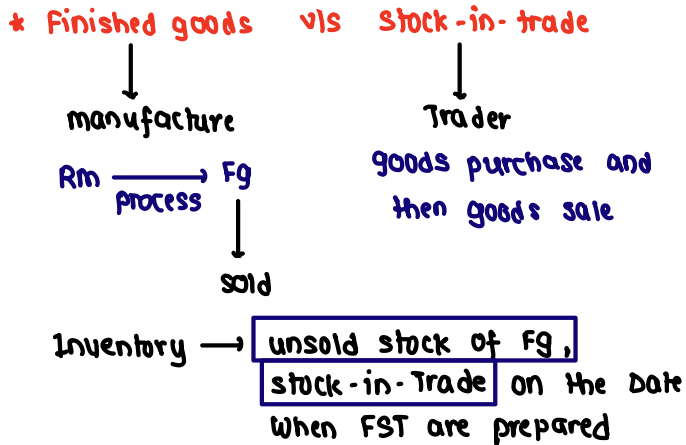 * Finished goods v/s Stock-in-trade
manufacture Trader
Rm process Fg goods purchase and
then goods sale
sold
Inventory unsold stock of Fg,
stock-in-Trade on the Date
when FST are prepared